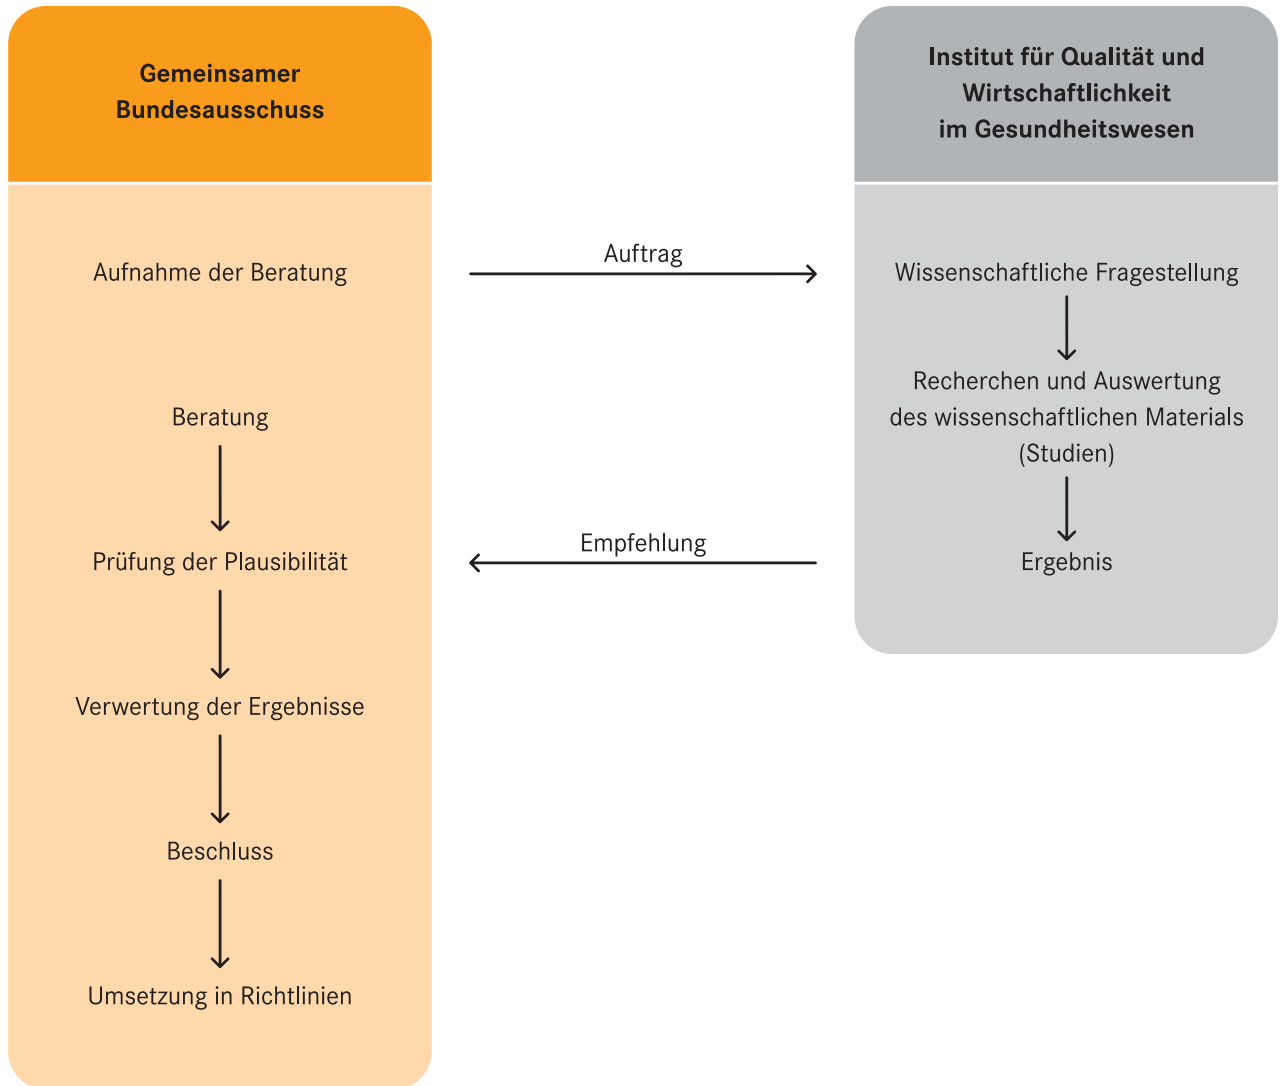 Gemeinsamer
Bundesausschuss
Aufnahme der Beratung
Beratung
Prüfung der Plausibilität
Verwertung der Ergebnisse
Beschluss
Umsetzung in Richtlinien
Auftrag
Empfehlung
Institut für Qualität und
Wirtschaftlichkeit
im Gesundheitswesen
Wissenschaftliche Fragestellung
Recherchen und Auswertung
des wissenschaftlichen Materials
(Studien)
Ergebnis